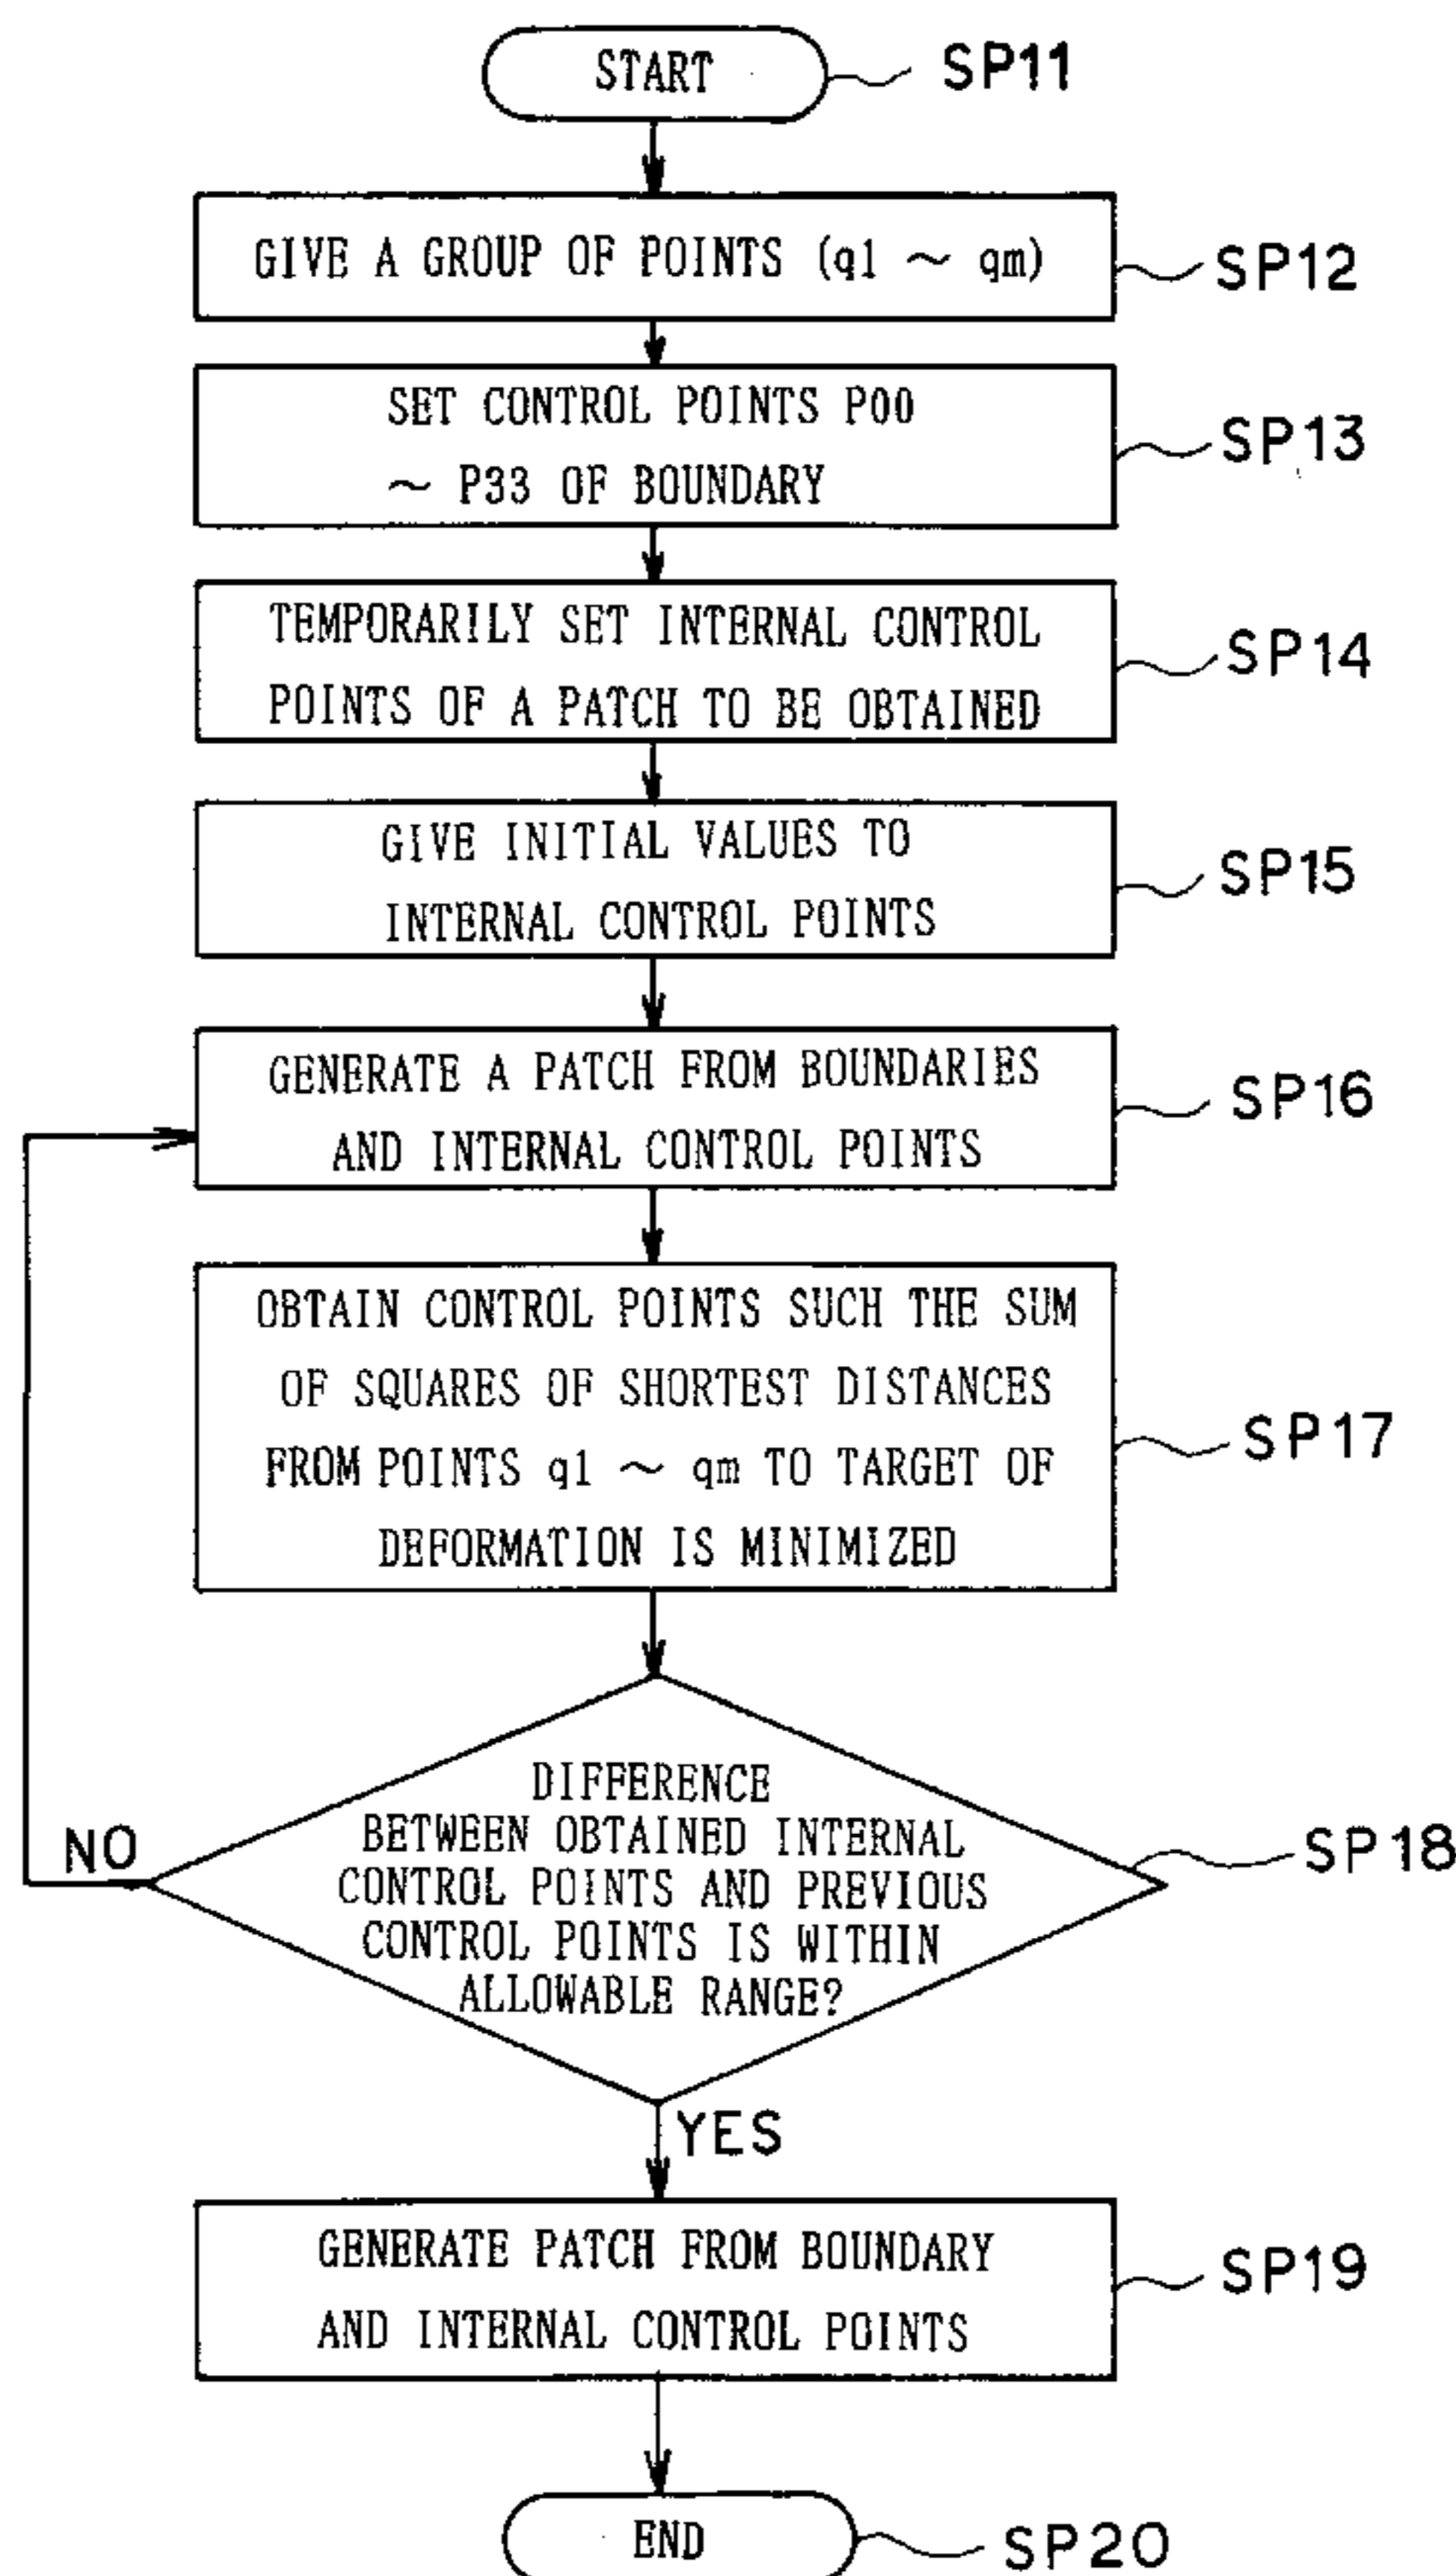 START
SP11
GIVE A GROUP OF POINTS (q1 ~ qm)
SP12
SET CONTROL POINTS P00
~ P33 OF BOUNDARY
SP13
TEMPORARILY SET INTERNAL CONTROL
POINTS OF A PATCH TO BE OBTAINED
SP14
GIVE INITIAL VALUES TO
INTERNAL CONTROL POINTS
SP15
GENERATE A PATCH FROM BOUNDARIES
AND INTERNAL CONTROL POINTS
SP16
OBTAIN CONTROL POINTS SUCH THE SUM
OF SQUARES OF SHORTEST DISTANCES
FROM POINTS q1 ~ qm TO TARGET OF
DEFORMATION IS MINIMIZED
SP17
DIFFERENCE
BETWEEN OBTAINED INTERNAL
CONTROL POINTS AND PREVIOUS
CONTROL POINTS IS WITHIN
ALLOWABLE RANGE?
SP18
NO
YES
GENERATE PATCH FROM BOUNDARY
AND INTERNAL CONTROL POINTS
SP19
END
SP20